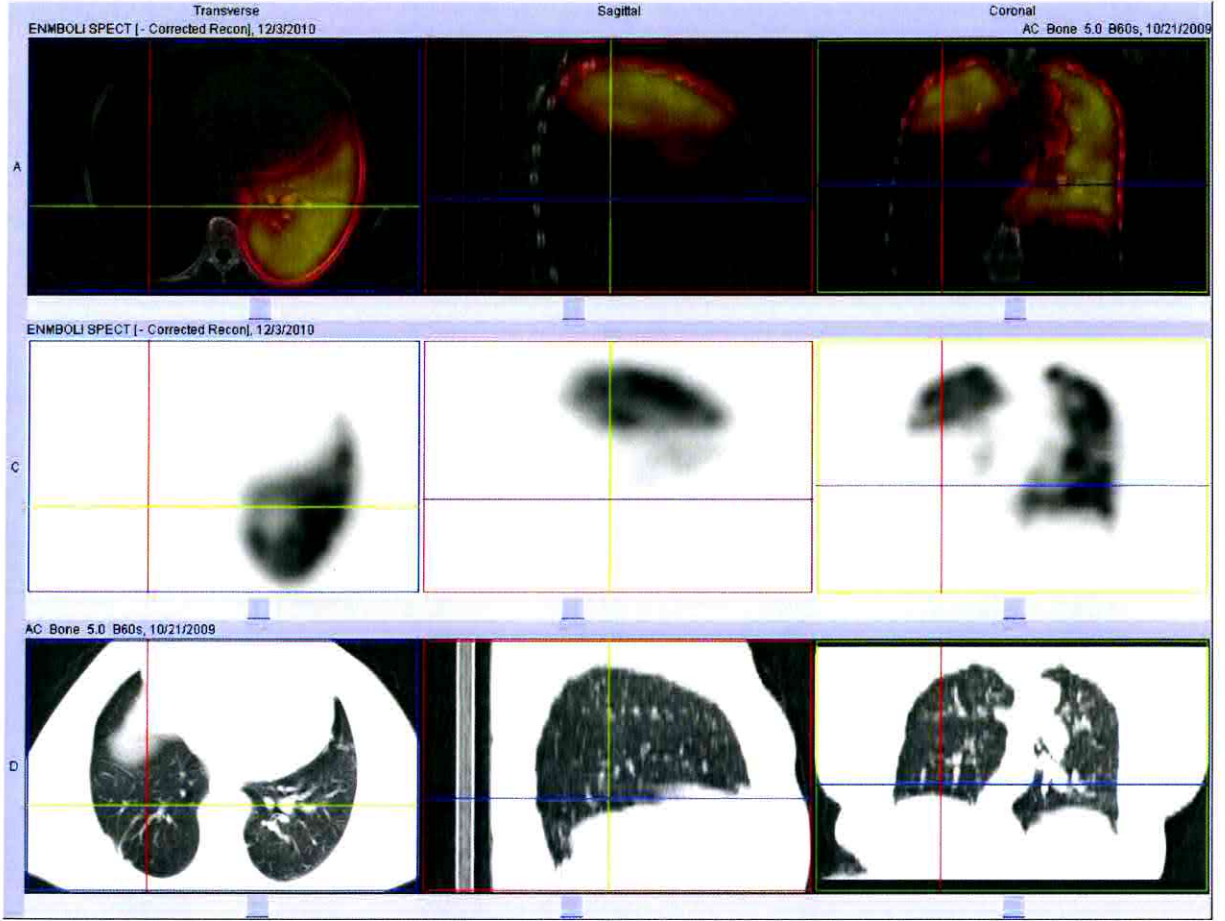 Transverse Sagittal Coronal
ENMBOLI SPECT [- Corrected Recon], 12/3/2010 AC Bone 5.0 B60s, 10/21/2009
A
ENMBOLI SPECT [- Corrected Recon], 12/3/2010
C
AC Bone 5.0 B60s, 10/21/2009
D